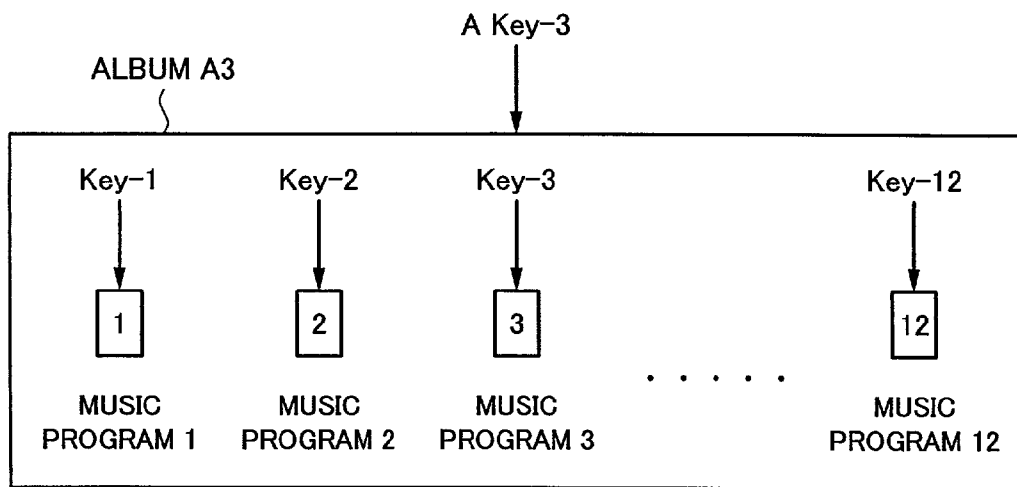 A Key-3
ALBUM A3
Key-1 Key-2 Key-3 Key-12
1 2 3 12
. . . . .
MUSIC PROGRAM 1
MUSIC PROGRAM 2
MUSIC PROGRAM 3
MUSIC PROGRAM 12